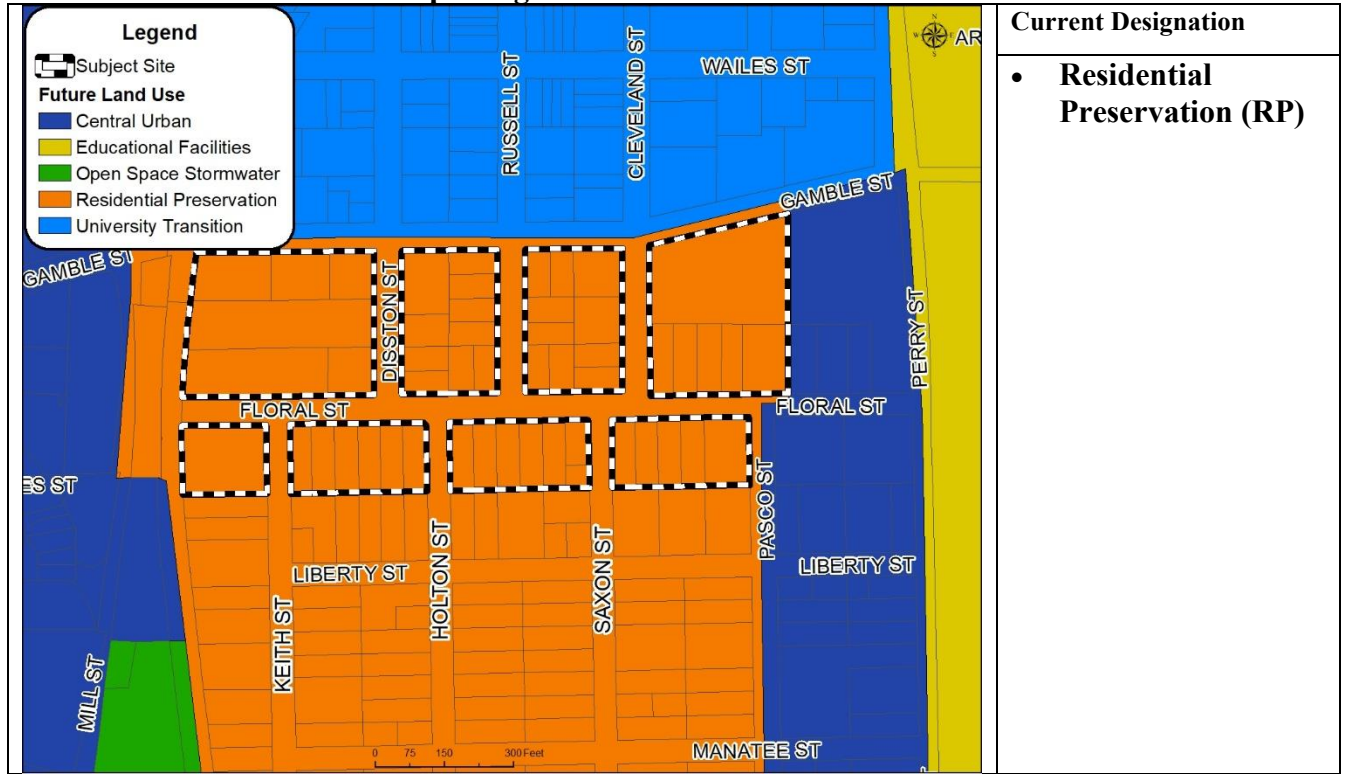 Legend
Subject Site
Future Land Use
Central Urban
Educational Facilities
Open Space Stormwater
Residential Preservation
University Transition
N
W
E
S
AR
WAILES ST
RUSSELL ST
CLEVELAND ST
GAMBLE ST
GAMBLE ST
DISSTON ST
PERRY ST
FLORAL ST
FLORAL ST
ES ST
PASCO ST
LIBERTY ST
LIBERTY ST
HOLTON ST
SAXON ST
KEITH ST
MILL ST
0 75 150 300 Feet
MANATEE ST
Current Designation
• Residential
Preservation (RP)